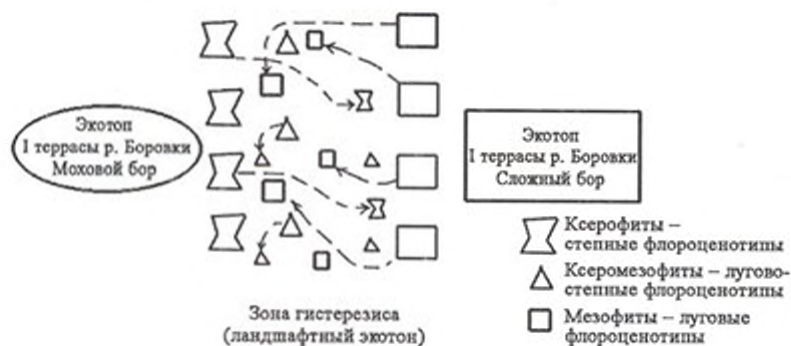 Экотоп
I террасы р. Боровки
Моховой бор
Экотоп
I террасы р. Боровки
Сложный бор
Ксерофиты –
степные флороценотипы
Ксеромезофиты – лугово-
степные флороценотипы
Мезофиты – луговые
флороценотипы
Зона гистерезиса
(ландшафтный экотон)